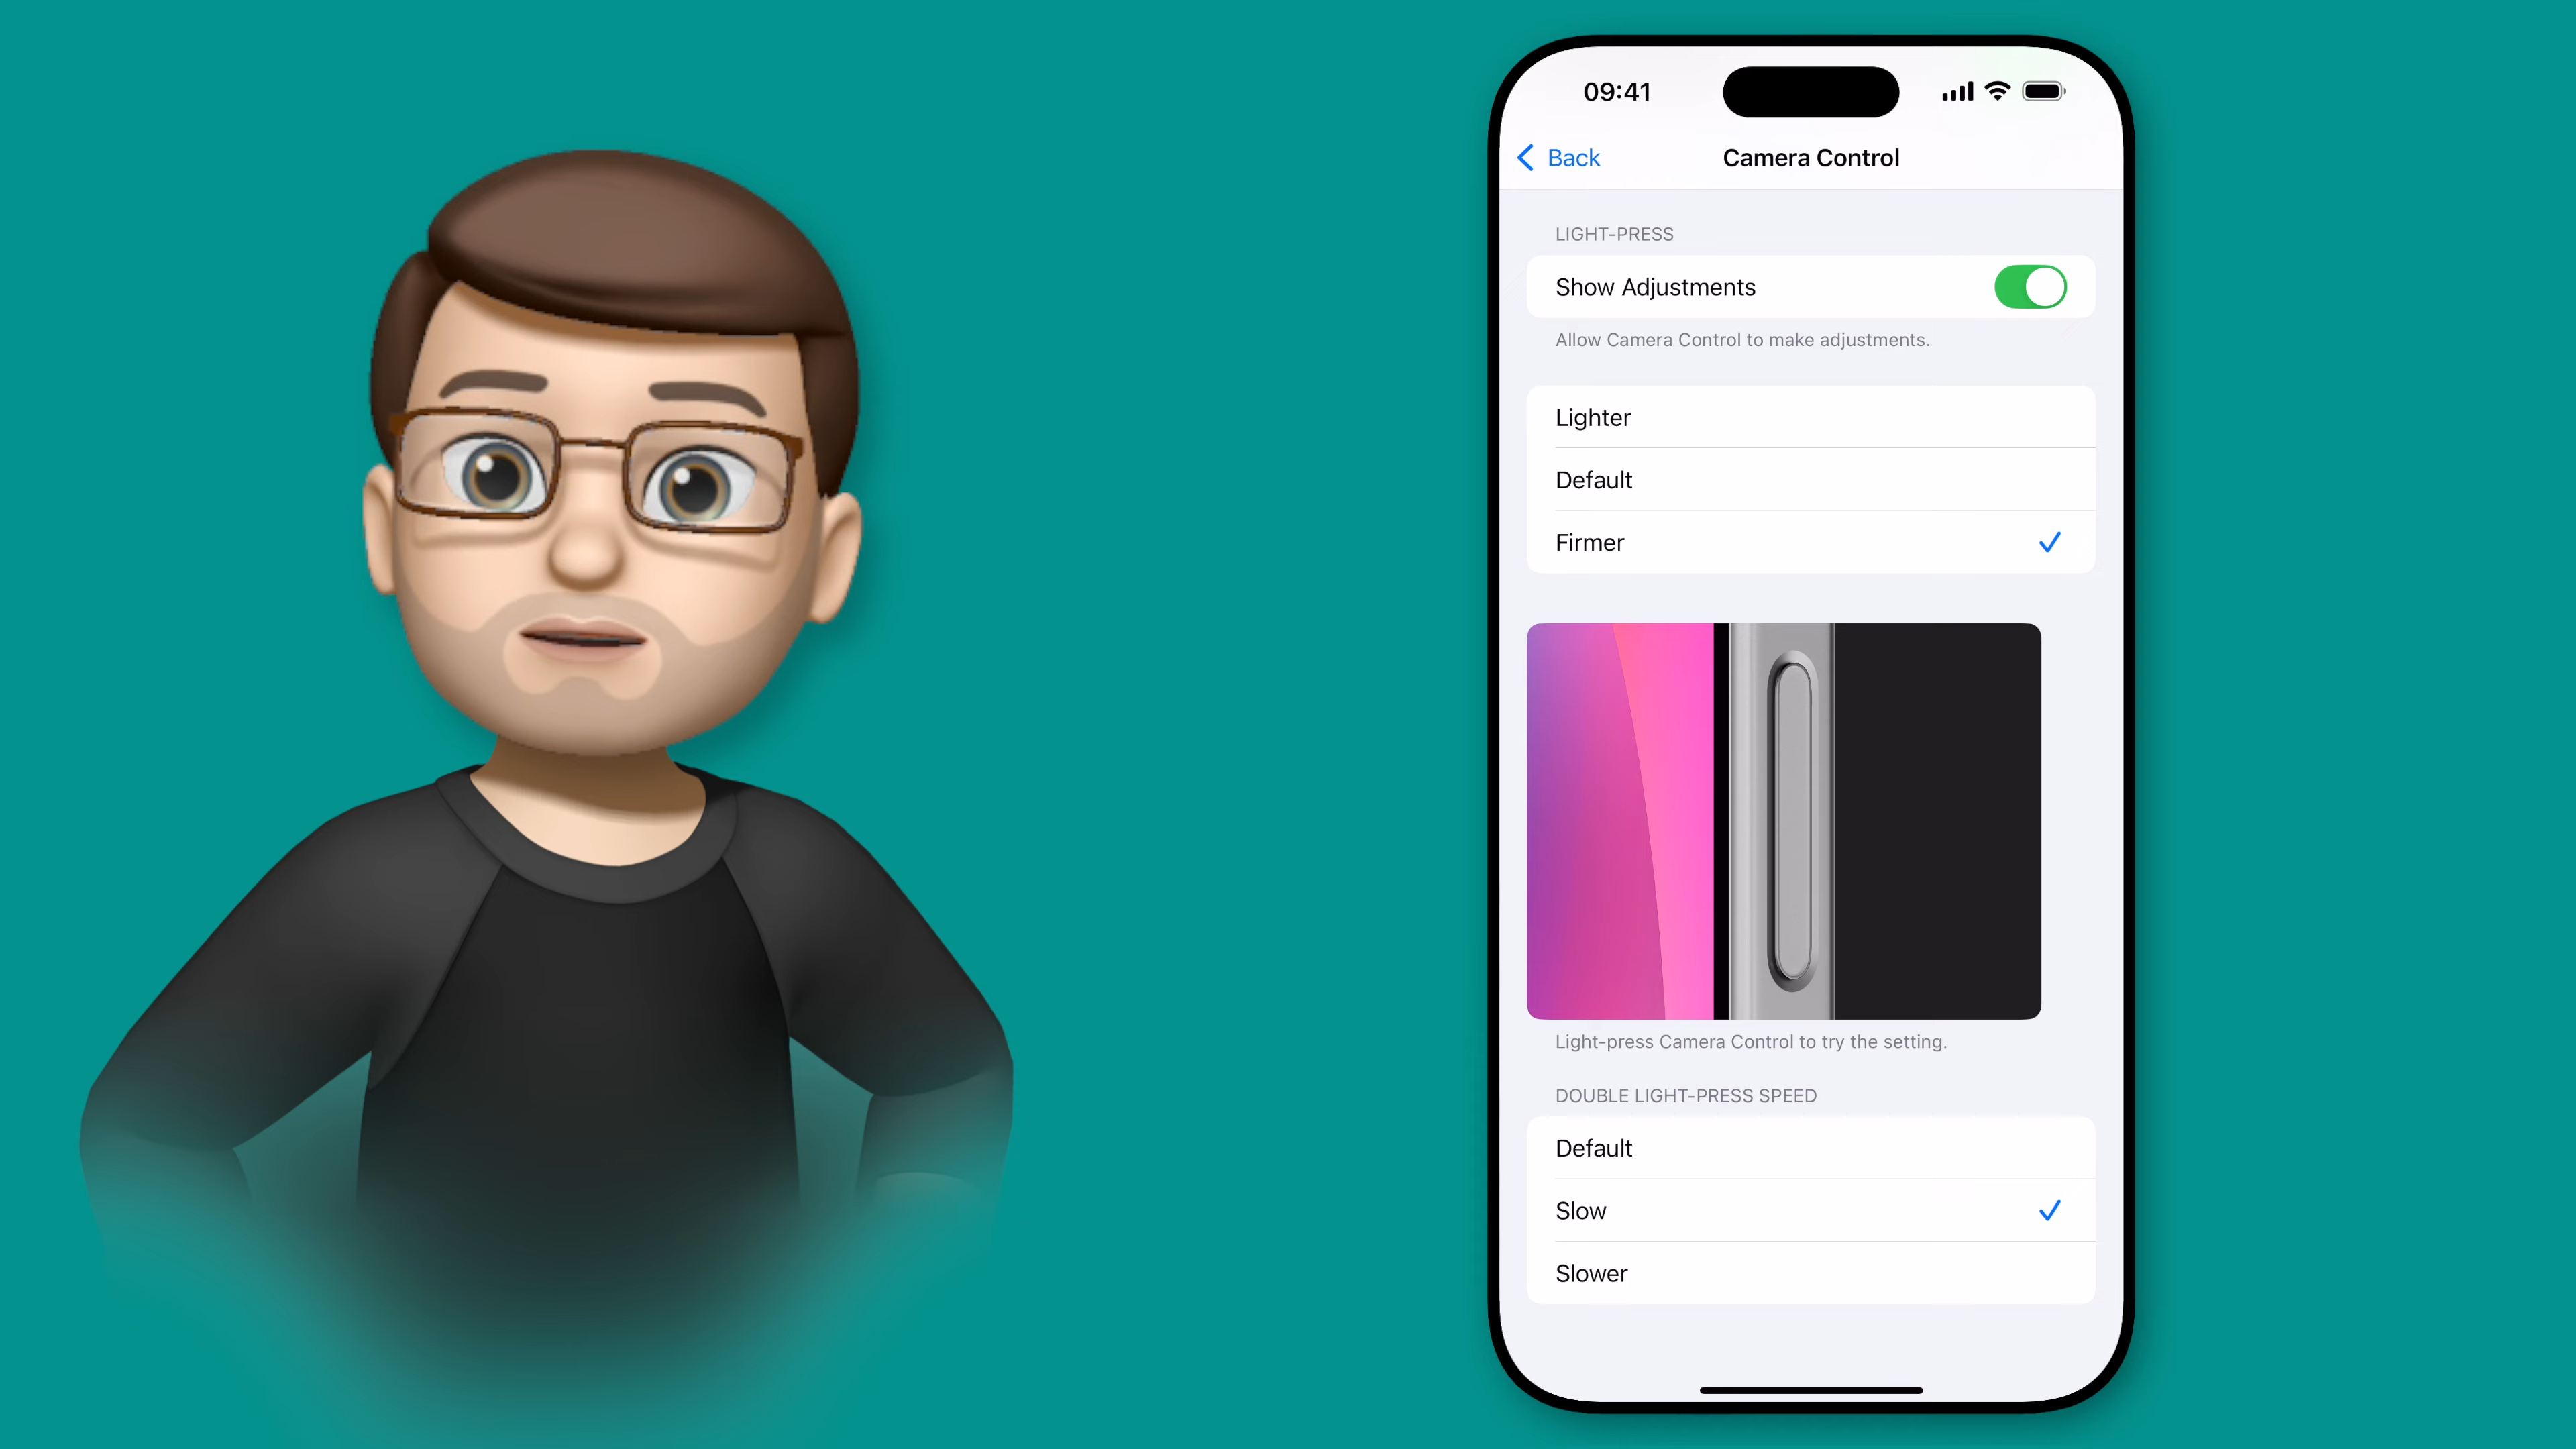 09:41
Back
Camera Control
LIGHT-PRESS
Show Adjustments
Allow Camera Control to make adjustments.
Lighter
Default
Firmer
Light-press Camera Control to try the setting.
DOUBLE LIGHT-PRESS SPEED
Default
Slow
Slower